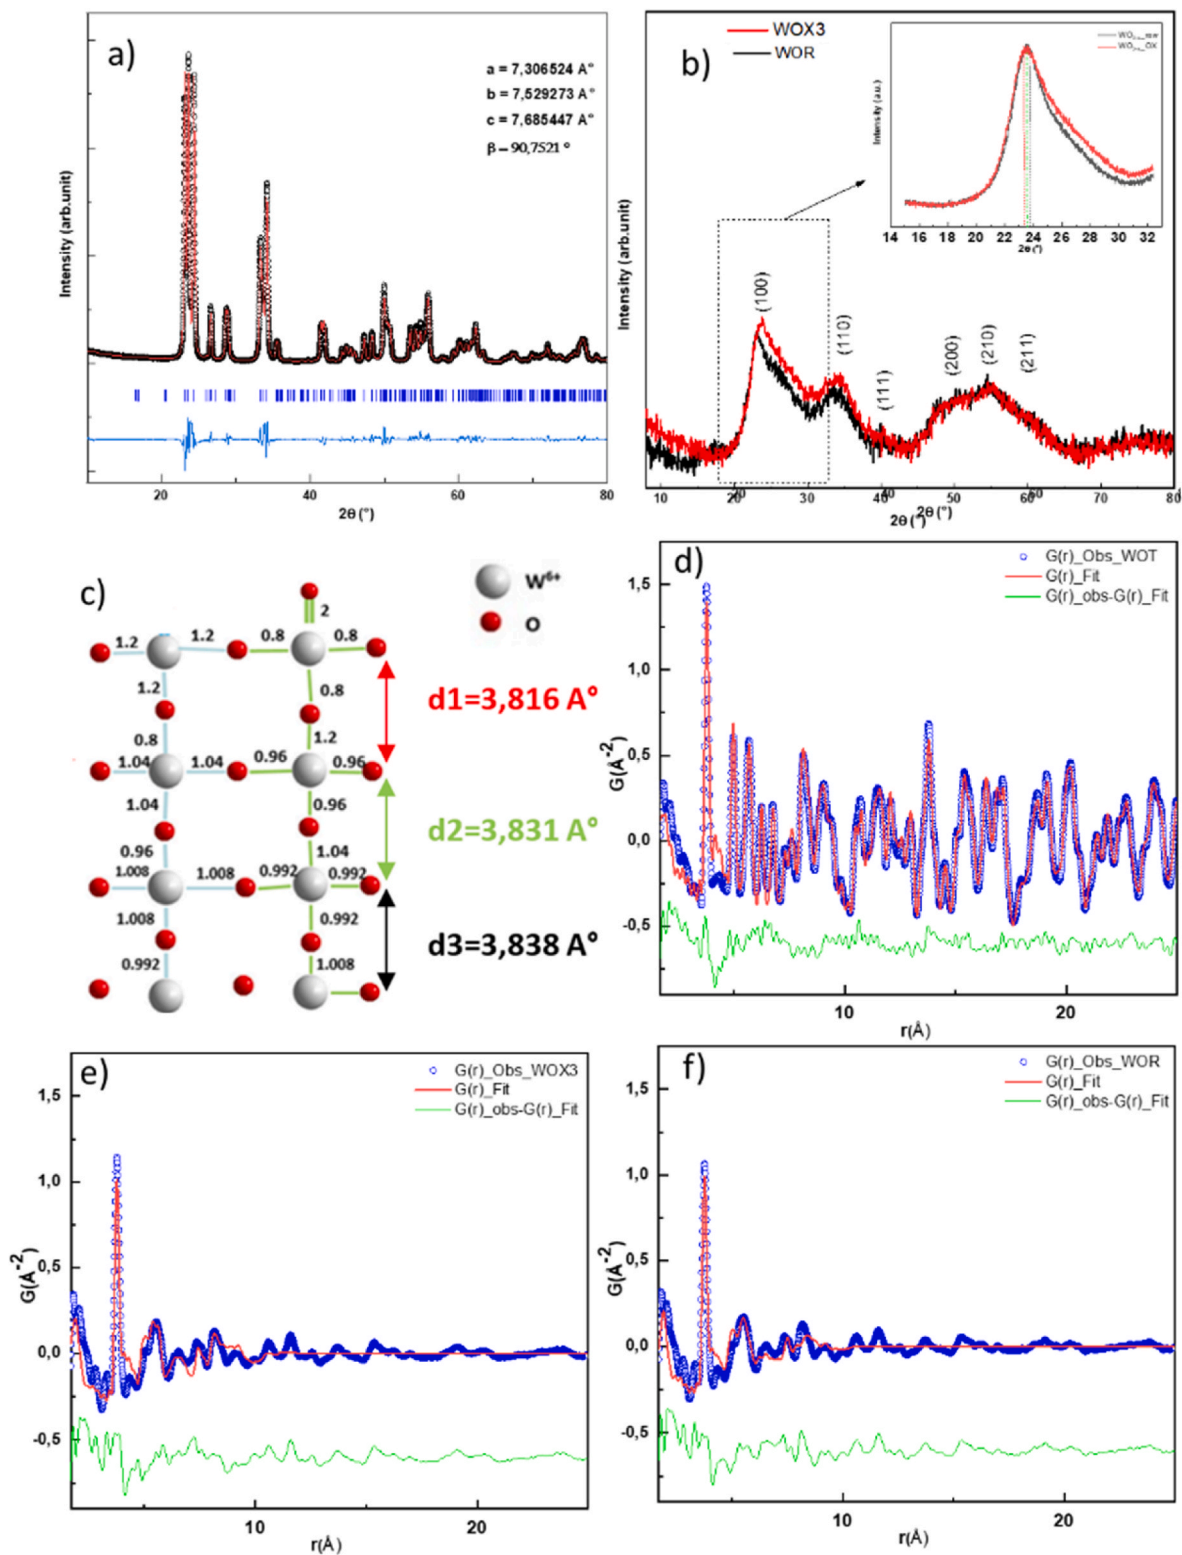 a)
a = 7,306524 A°
b = 7,529273 A°
c = 7,685447 A°
β – 90,7521 °
Intensity (arb.unit)
20
40
60
80
2θ (°)
b)
WOX3
WOR
Intensity (a.u.)
14 16 18 20 22 24 26 28 30 32
2θ (°)
Intensity (arb.unit)
(100)
(110)
(111)
(200)
(210)
(211)
10 20 30 40 50 60 70 80
20 40 60 80
2θ (°)
2θ (°)
c)
W⁶⁺
O
2
1.2 1.2 0.8 0.8
1.2 0.8
0.8 1.2
1.04 1.04 0.96 0.96
1.04 0.96
0.96 1.04
1.008 1.008 0.992 0.992
1.008 0.992
0.992 1.008
d1=3,816 A°
d2=3,831 A°
d3=3,838 A°
d)
G(r)_Obs_WOT
G(r)_Fit
G(r)_obs-G(r)_Fit
1,5
1,0
0,5
0,0
-0,5
G(Å⁻²)
10 20
r(Å)
e)
G(r)_Obs_WOX3
G(r)_Fit
G(r)_obs-G(r)_Fit
1,5
1,0
0,5
0,0
-0,5
G(Å⁻²)
10 20
r(Å)
f)
G(r)_Obs_WOR
G(r)_Fit
G(r)_obs-G(r)_Fit
1,5
1,0
0,5
0,0
-0,5
G(Å⁻²)
10 20
r(Å)